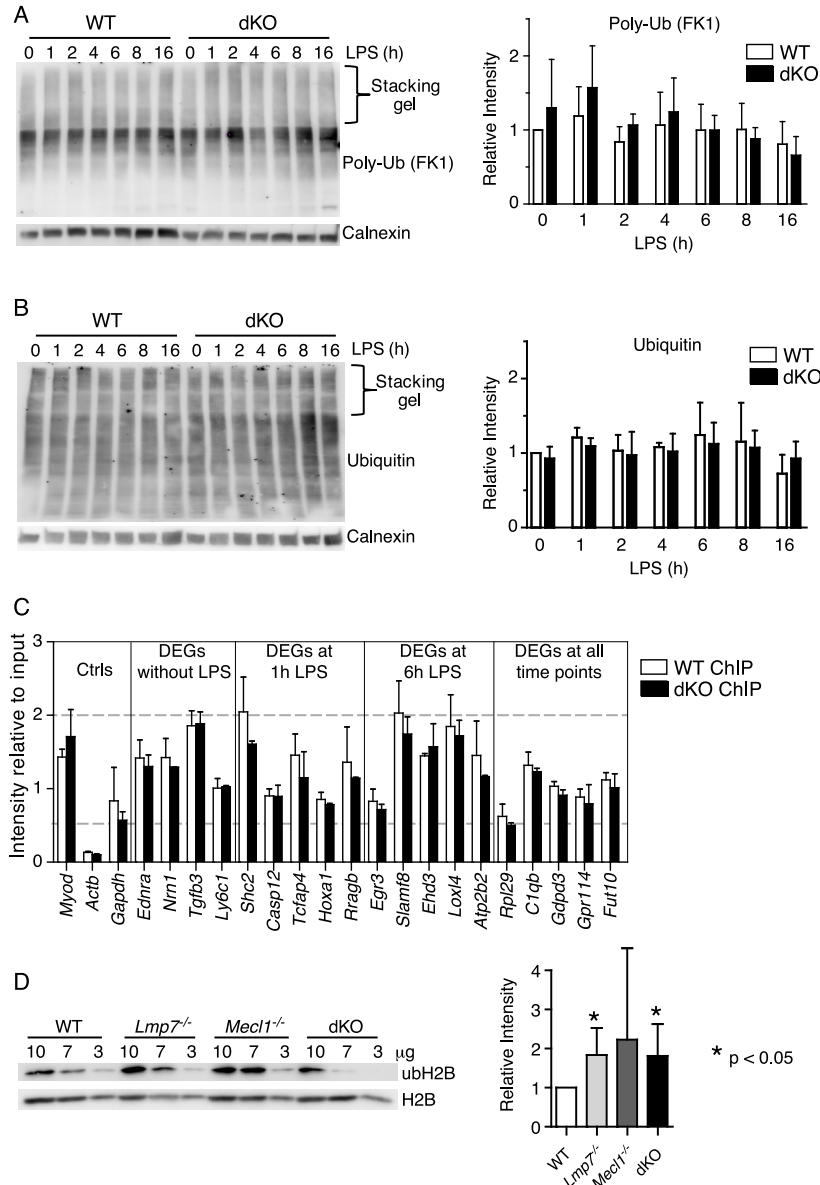 A
WT dKO
0 1 2 4 6 8 16 0 1 2 4 6 8 16 LPS (h)
Stacking
gel
Poly-Ub (FK1)
Calnexin
Poly-Ub (FK1)
WT
dKO
Relative Intensity
2
1
0
0 1 2 4 6 8 16
LPS (h)
B
WT dKO
0 1 2 4 6 8 16 0 1 2 4 6 8 16 LPS (h)
Stacking
gel
Ubiquitin
Calnexin
Ubiquitin
WT
dKO
Relative Intensity
2
1
0
0 1 2 4 6 8 16
LPS (h)
C
Intensity relative to input
3
2
1
0
Ctrls
DEGs
without LPS
DEGs at
1h LPS
DEGs at
6h LPS
DEGs at all
time points
WT ChIP
dKO ChIP
Myod
Actb
Gapdh
Ednra
Nrn1
Tgfb3
Ly6c1
Shc2
Casp12
Tcfap4
Hoxa1
Rragb
Egr3
Slamf8
Ehd3
Loxl4
Atp2b2
Rpl29
C1qb
Gdpd3
Gpr114
Fut10
D
WT Lmp7-/- Mecl1-/- dKO
10 7 3 10 7 3 10 7 3 10 7 3 μg
ubH2B
H2B
Relative Intensity
4
3
2
1
0
* *
WT
Lmp7-/-
Mecl1-/-
dKO
* p < 0.05